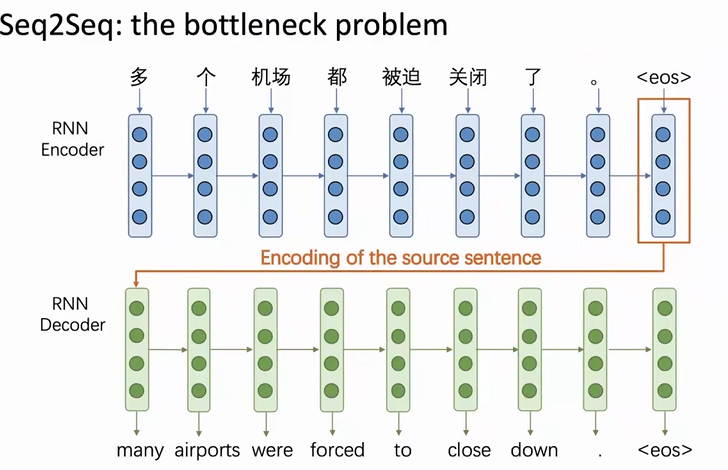 Seq2Seq: the bottleneck problem
多 个 机场 都 被迫 关闭 了 。 <eos>
RNN
Encoder
Encoding of the source sentence
RNN
Decoder
many airports were forced to close down . <eos>